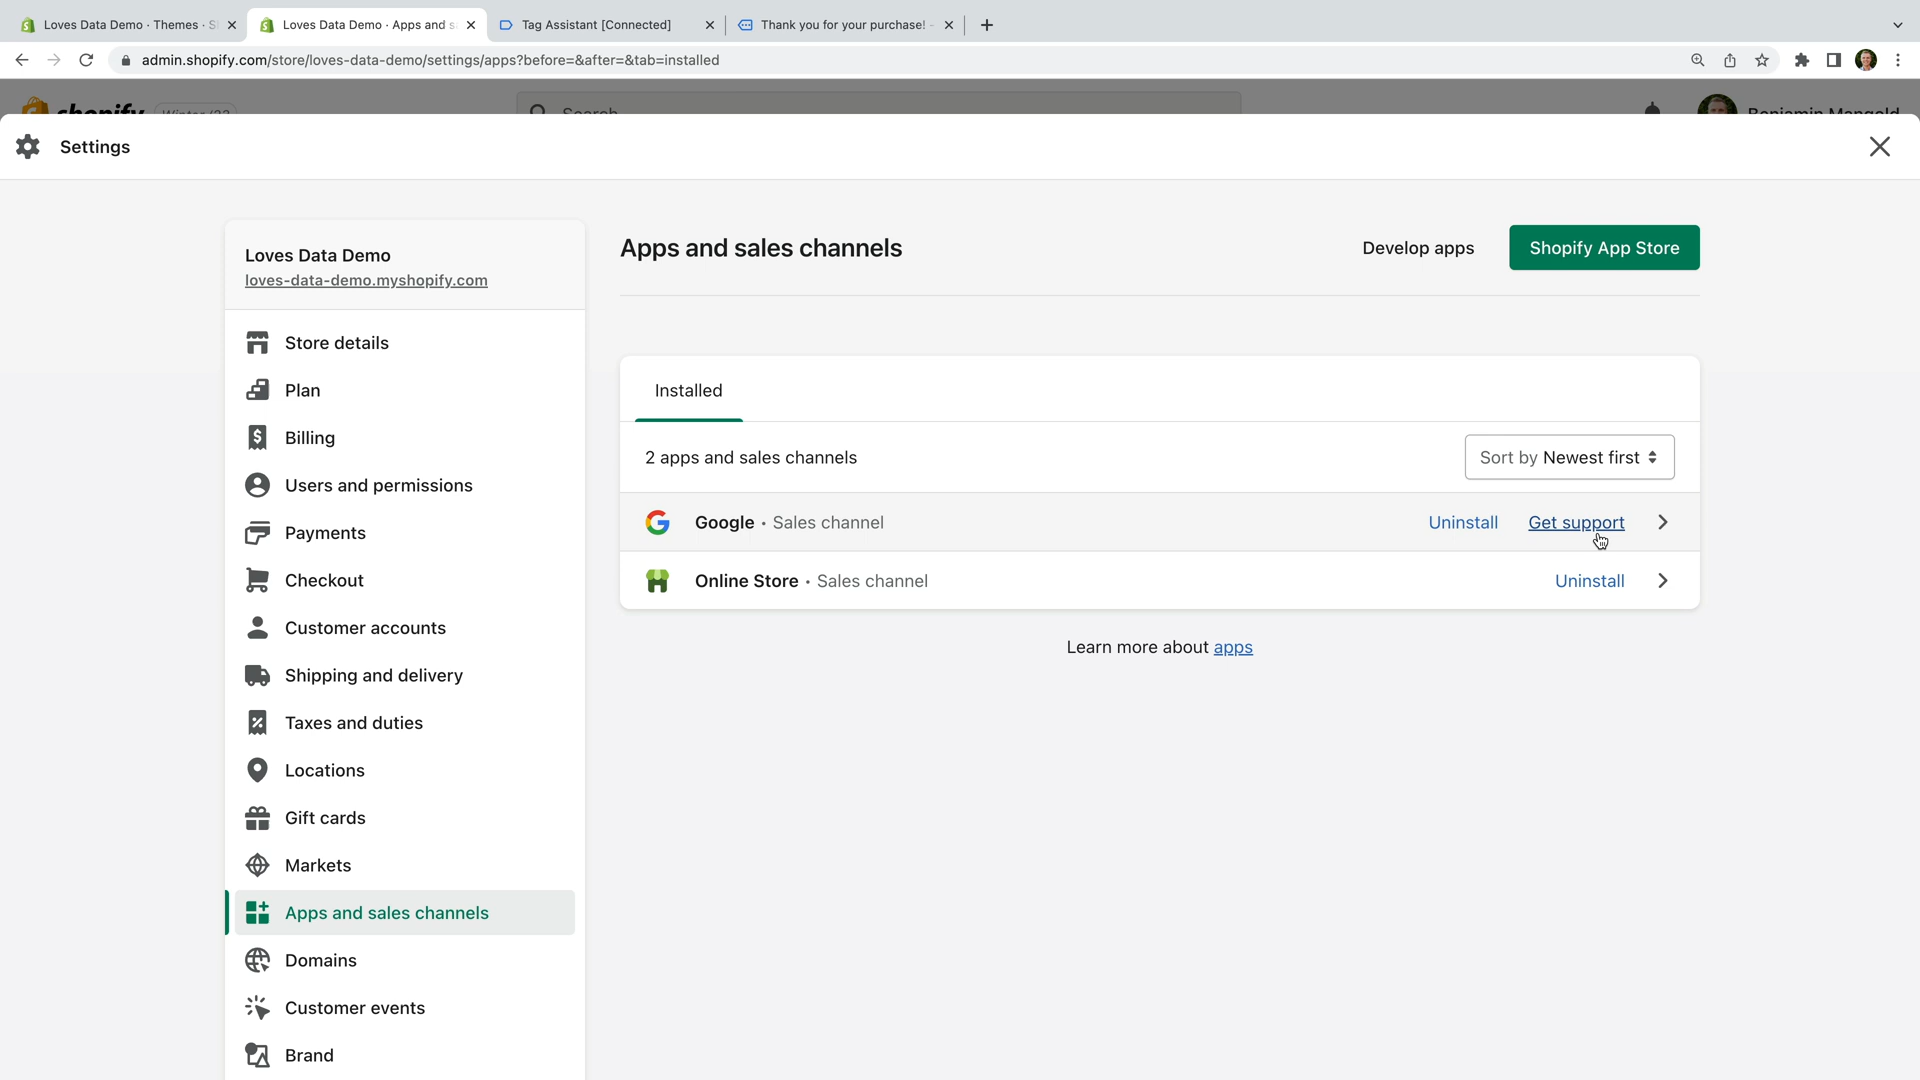 Loves Data Demo · Themes · S
Loves Data Demo · Apps and s
Tag Assistant [Connected]
Thank you for your purchase! -
admin.shopify.com/store/loves-data-demo/settings/apps?before=&after=&tab=installed
shopify
Search
Benjamin Mangold
Settings
Loves Data Demo
loves-data-demo.myshopify.com
Store details
Plan
Billing
Users and permissions
Payments
Checkout
Customer accounts
Shipping and delivery
Taxes and duties
Locations
Gift cards
Markets
Apps and sales channels
Domains
Customer events
Brand
Apps and sales channels
Develop apps
Shopify App Store
Installed
2 apps and sales channels
Sort by Newest first
Google · Sales channel
Uninstall
Get support
Online Store · Sales channel
Uninstall
Learn more about apps